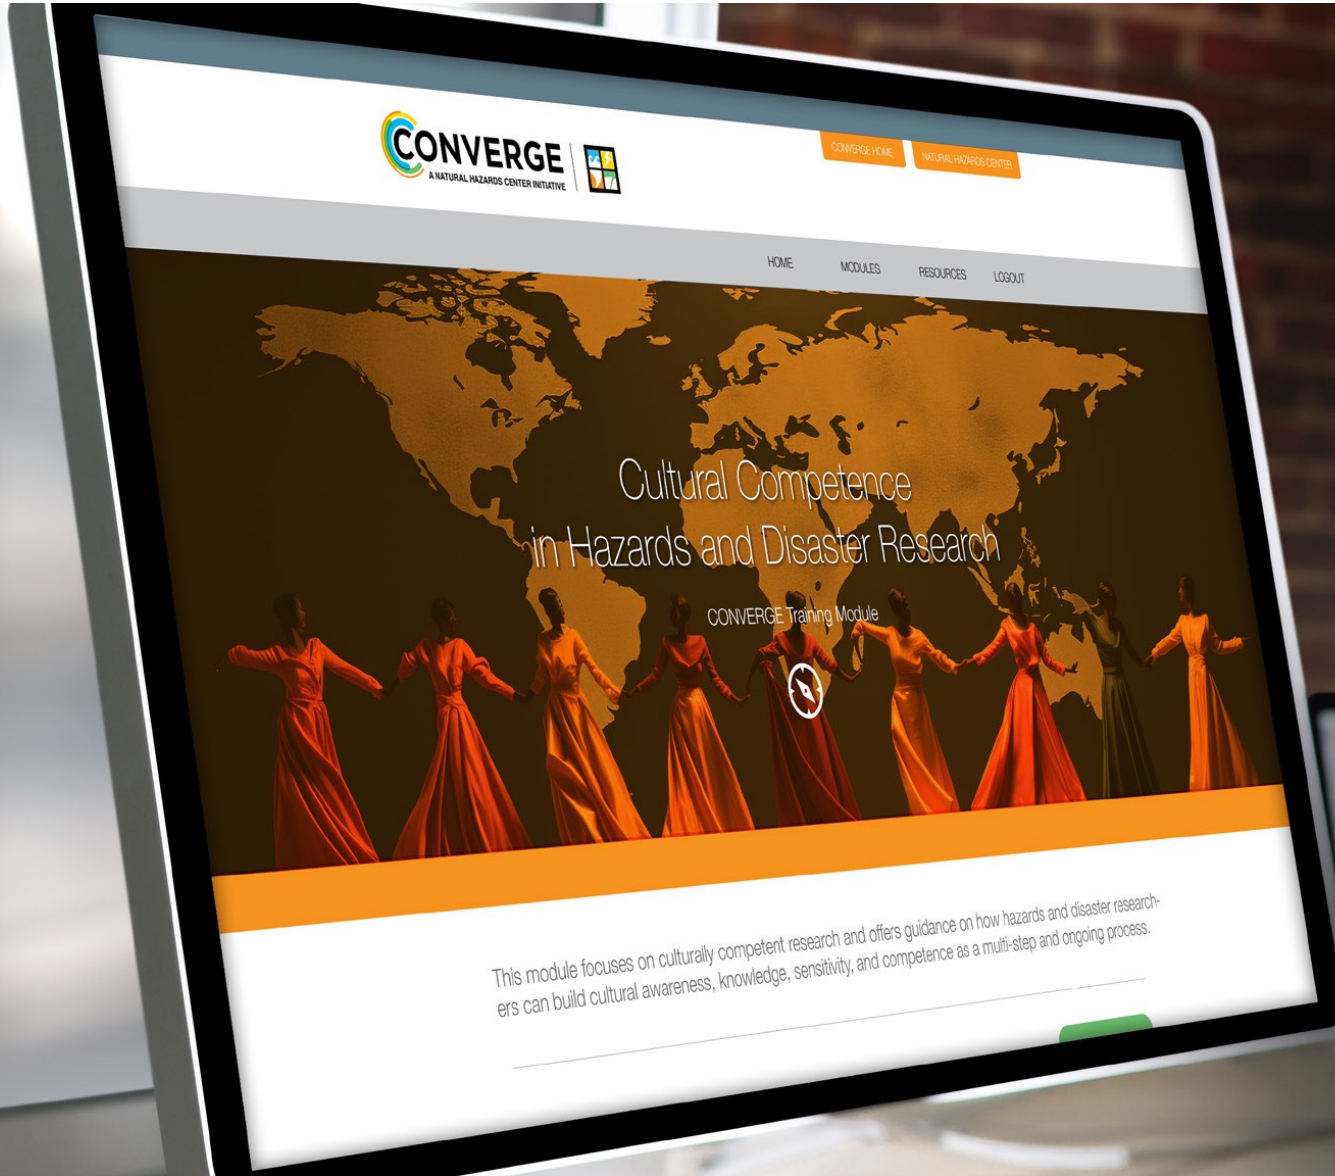 CONVERGE
A NATURAL HAZARDS CENTER INITIATIVE
CONVERGE HOME
NATURAL HAZARDS CENTER
HOME
MODULES
RESOURCES
LOGOUT
Cultural Competence
in Hazards and Disaster Research
CONVERGE Training Module
This module focuses on culturally competent research and offers guidance on how hazards and disaster research-
ers can build cultural awareness, knowledge, sensitivity, and competence as a multi-step and ongoing process.